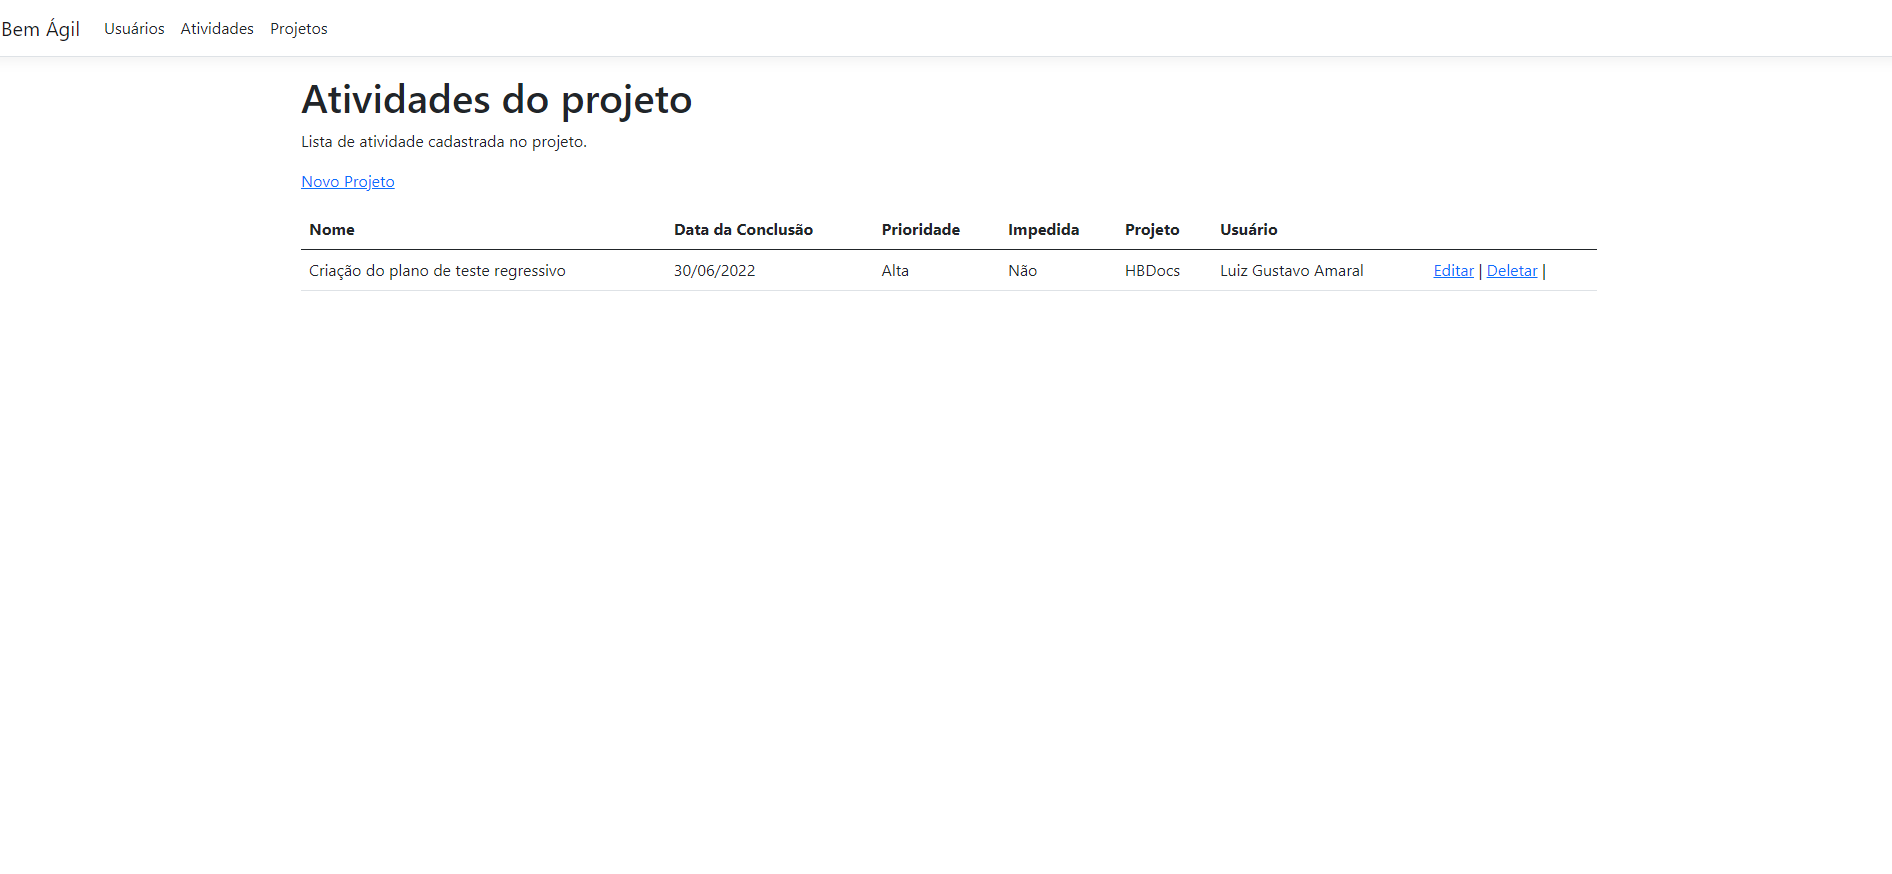 Bem Ágil Usuários Atividades Projetos
Atividades do projeto
Lista de atividade cadastrada no projeto.
Novo Projeto
Nome Data da Conclusão Prioridade Impedida Projeto Usuário
Criação do plano de teste regressivo 30/06/2022 Alta Não HBDocs Luiz Gustavo Amaral Editar | Deletar |